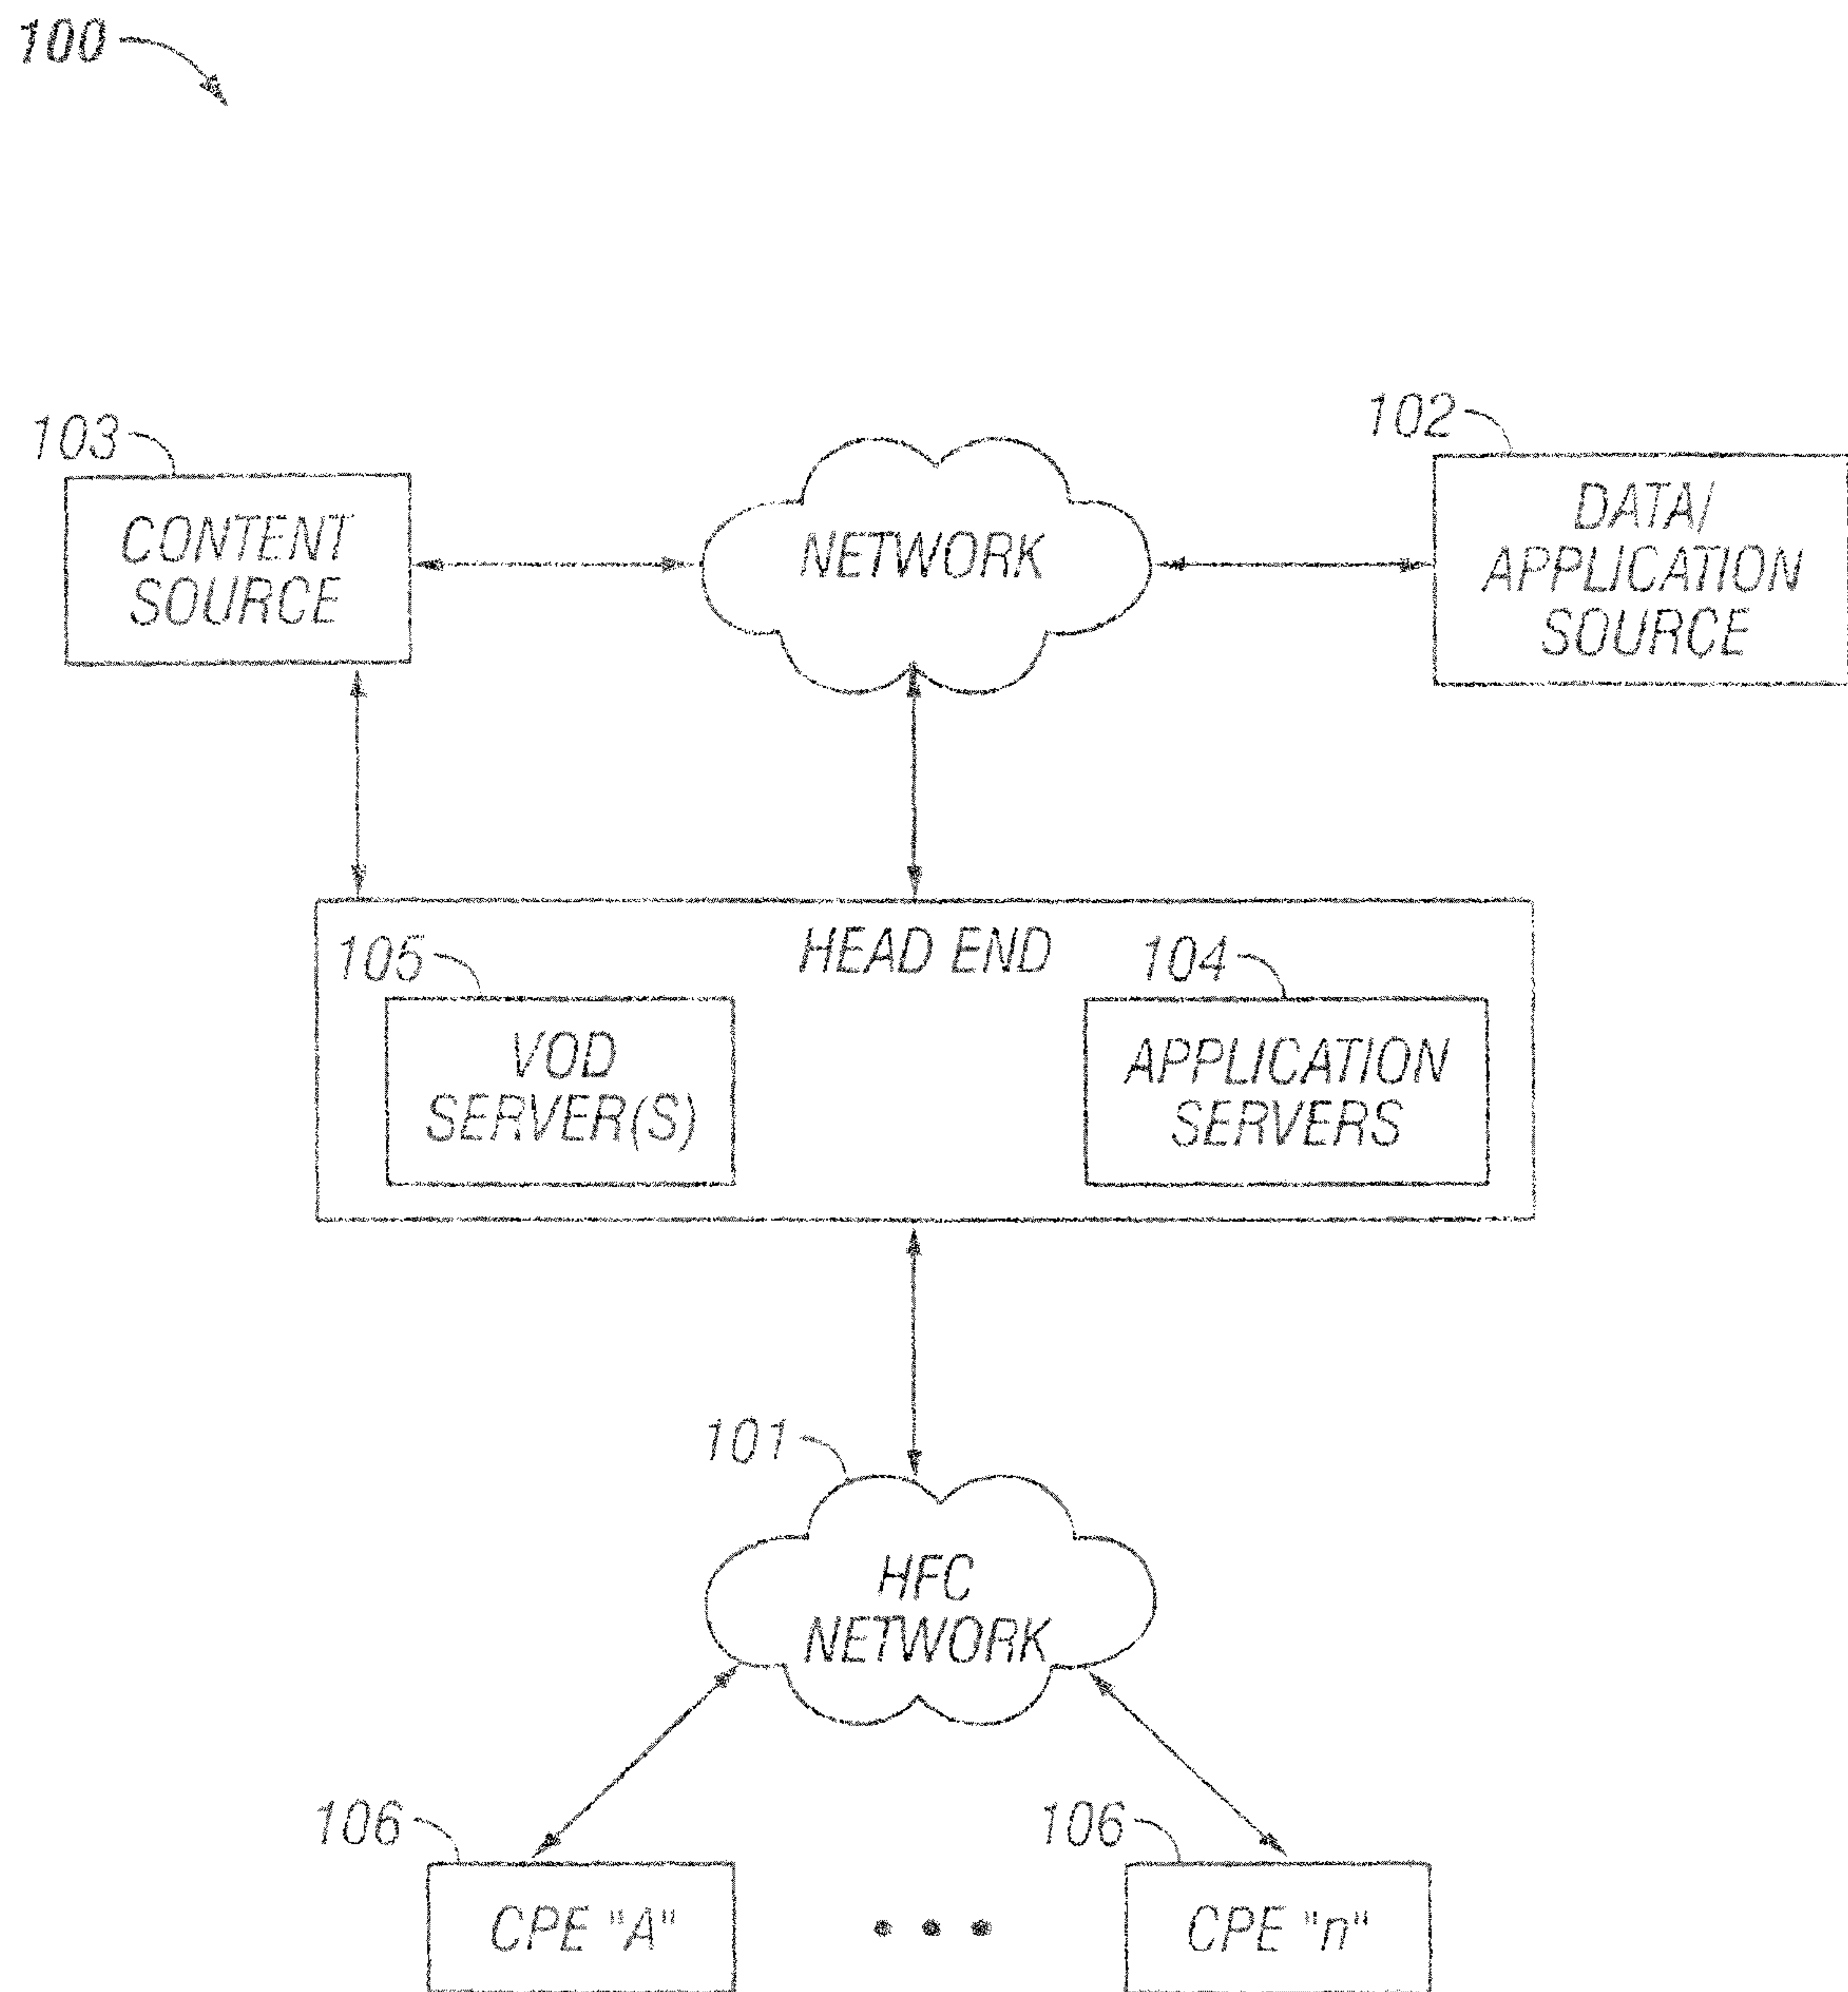 100
103
CONTENT
SOURCE
NETWORK
102
DATA/
APPLICATION
SOURCE
HEAD END
105
VOD
SERVER(S)
104
APPLICATION
SERVERS
101
HFC
NETWORK
106
CPE "A"
106
CPE "n"